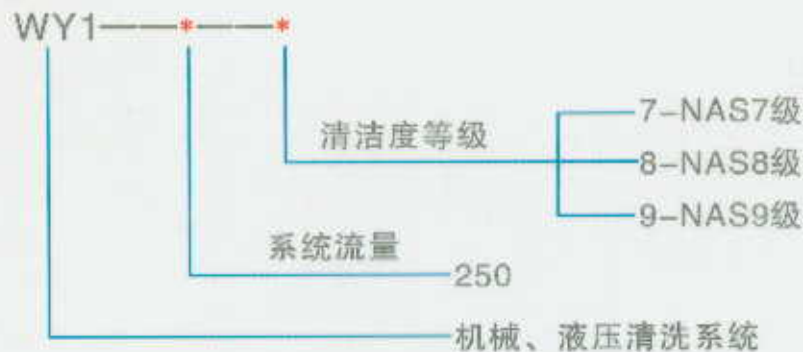 WY1——*——*
清洁度等级
7-NAS7级
8-NAS8级
9-NAS9级
系统流量
250
机械、液压清洗系统